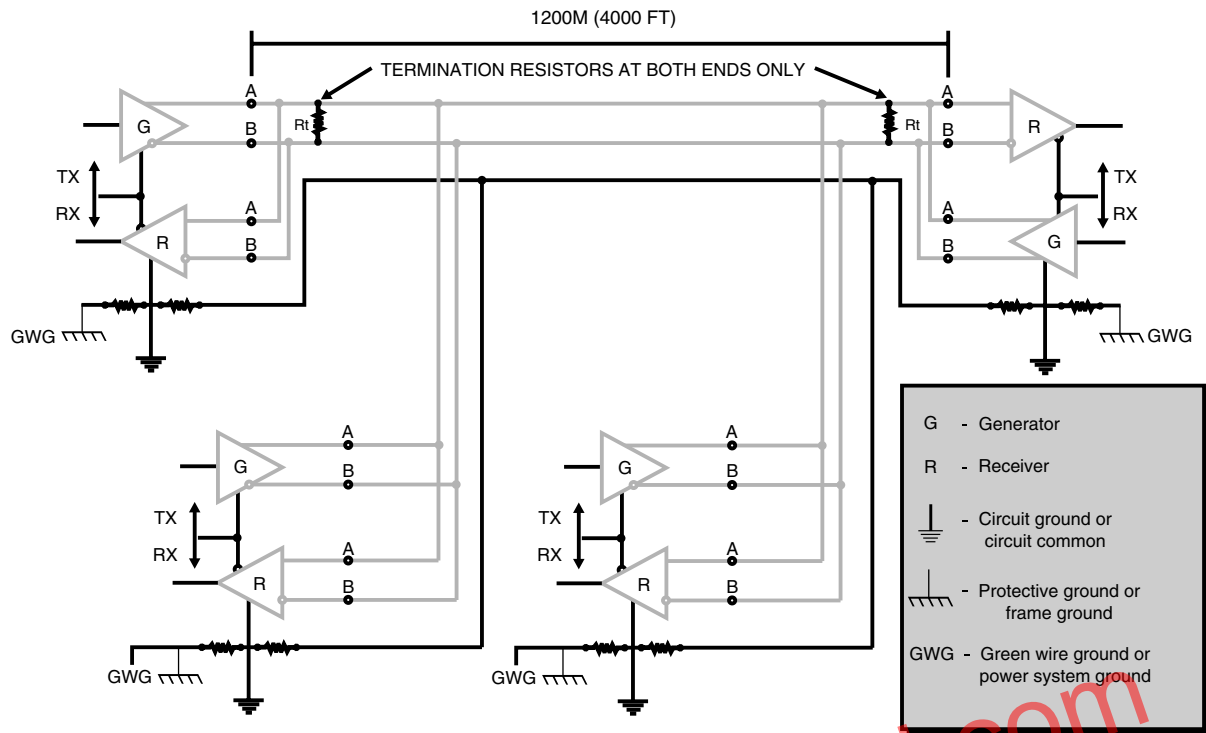 1200M (4000 FT)
TERMINATION RESISTORS AT BOTH ENDS ONLY
A
A
G
B
Rt
Rt
B
R
TX
RX
TX
RX
A
A
R
B
B
G
GWG
GWG
A
A
G
B
G
B
TX
RX
TX
RX
A
A
R
B
R
B
GWG
GWG
G - Generator
R - Receiver
- Circuit ground or
circuit common
- Protective ground or
frame ground
GWG - Green wire ground or
power system ground
.com